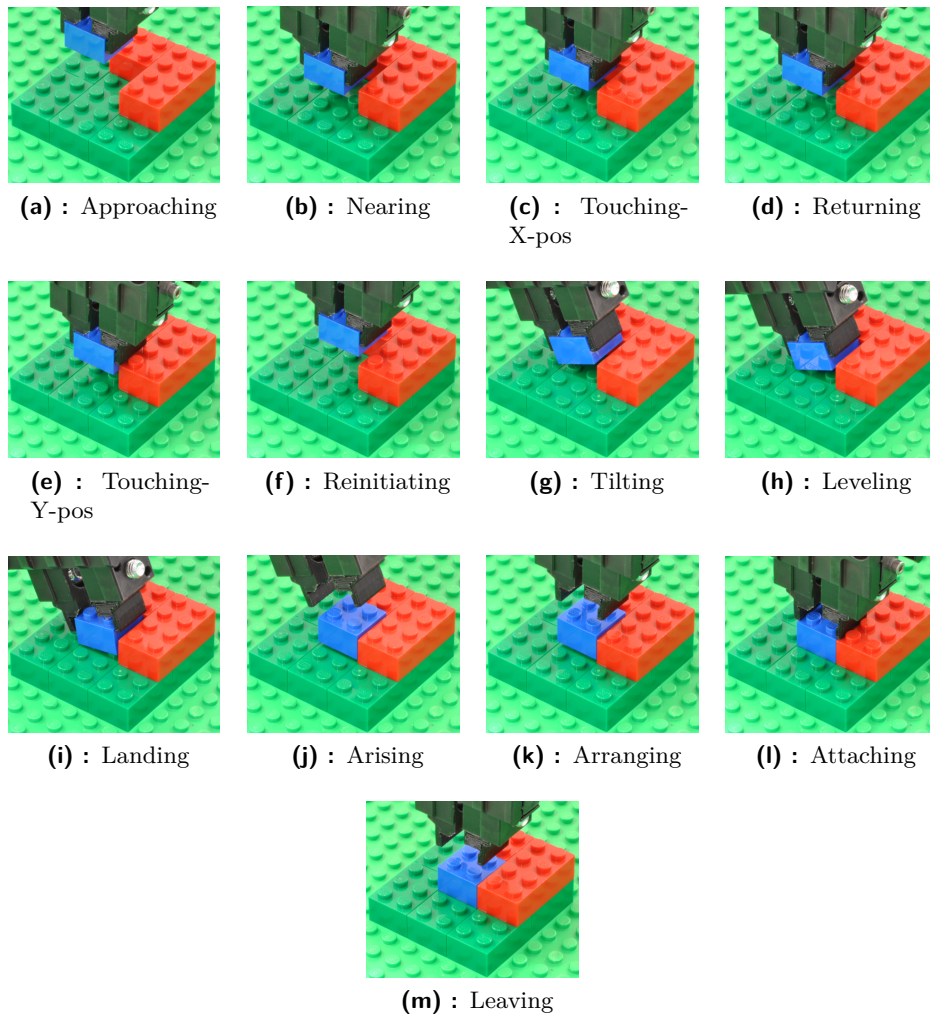 (a) : Approaching
(b) : Nearing
(c) : Touching-
X-pos
(d) : Returning
(e) : Touching-
Y-pos
(f) : Reinitiating
(g) : Tilting
(h) : Leveling
(i) : Landing
(j) : Arising
(k) : Arranging
(l) : Attaching
(m) : Leaving